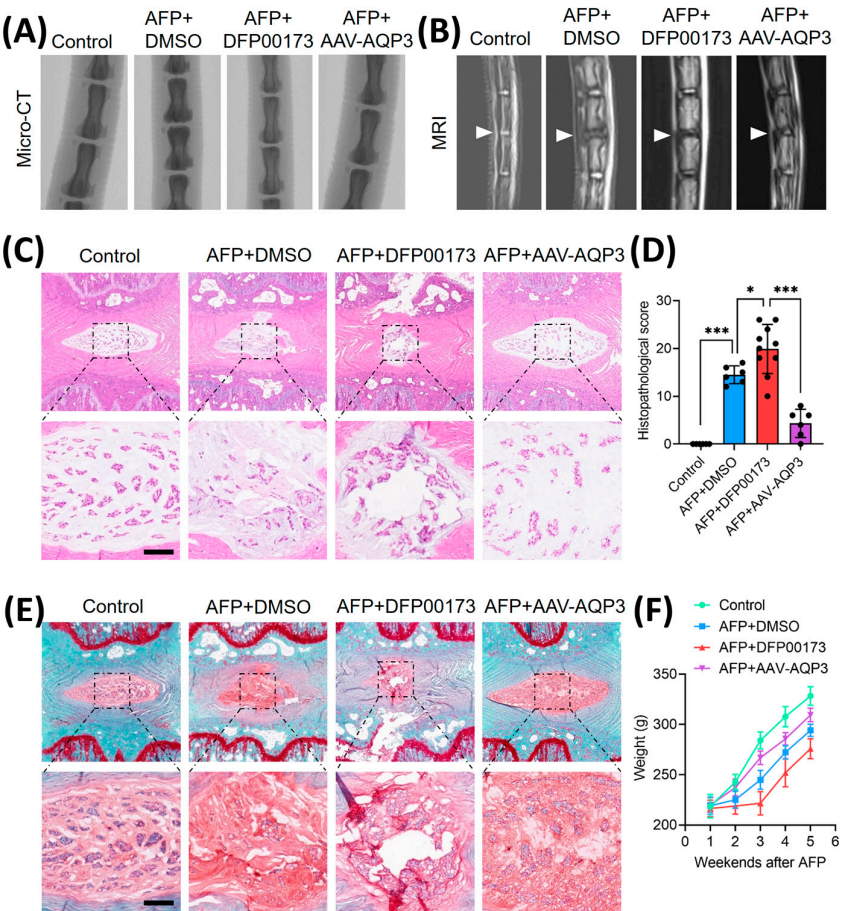 (A)
Control
AFP+
DMSO
AFP+
DFP00173
AFP+
AAV-AQP3
Micro-CT
(B)
Control
AFP+
DMSO
AFP+
DFP00173
AFP+
AAV-AQP3
MRI
(C)
Control
AFP+DMSO
AFP+DFP00173
AFP+AAV-AQP3
(D)
Histopathological score
30
20
10
0
***
*
***
Control
AFP+DMSO
AFP+DFP00173
AFP+AAV-AQP3
(E)
Control
AFP+DMSO
AFP+DFP00173
AFP+AAV-AQP3
(F)
Control
AFP+DMSO
AFP+DFP00173
AFP+AAV-AQP3
Weight (g)
350
300
250
200
0 1 2 3 4 5 6
Weekends after AFP